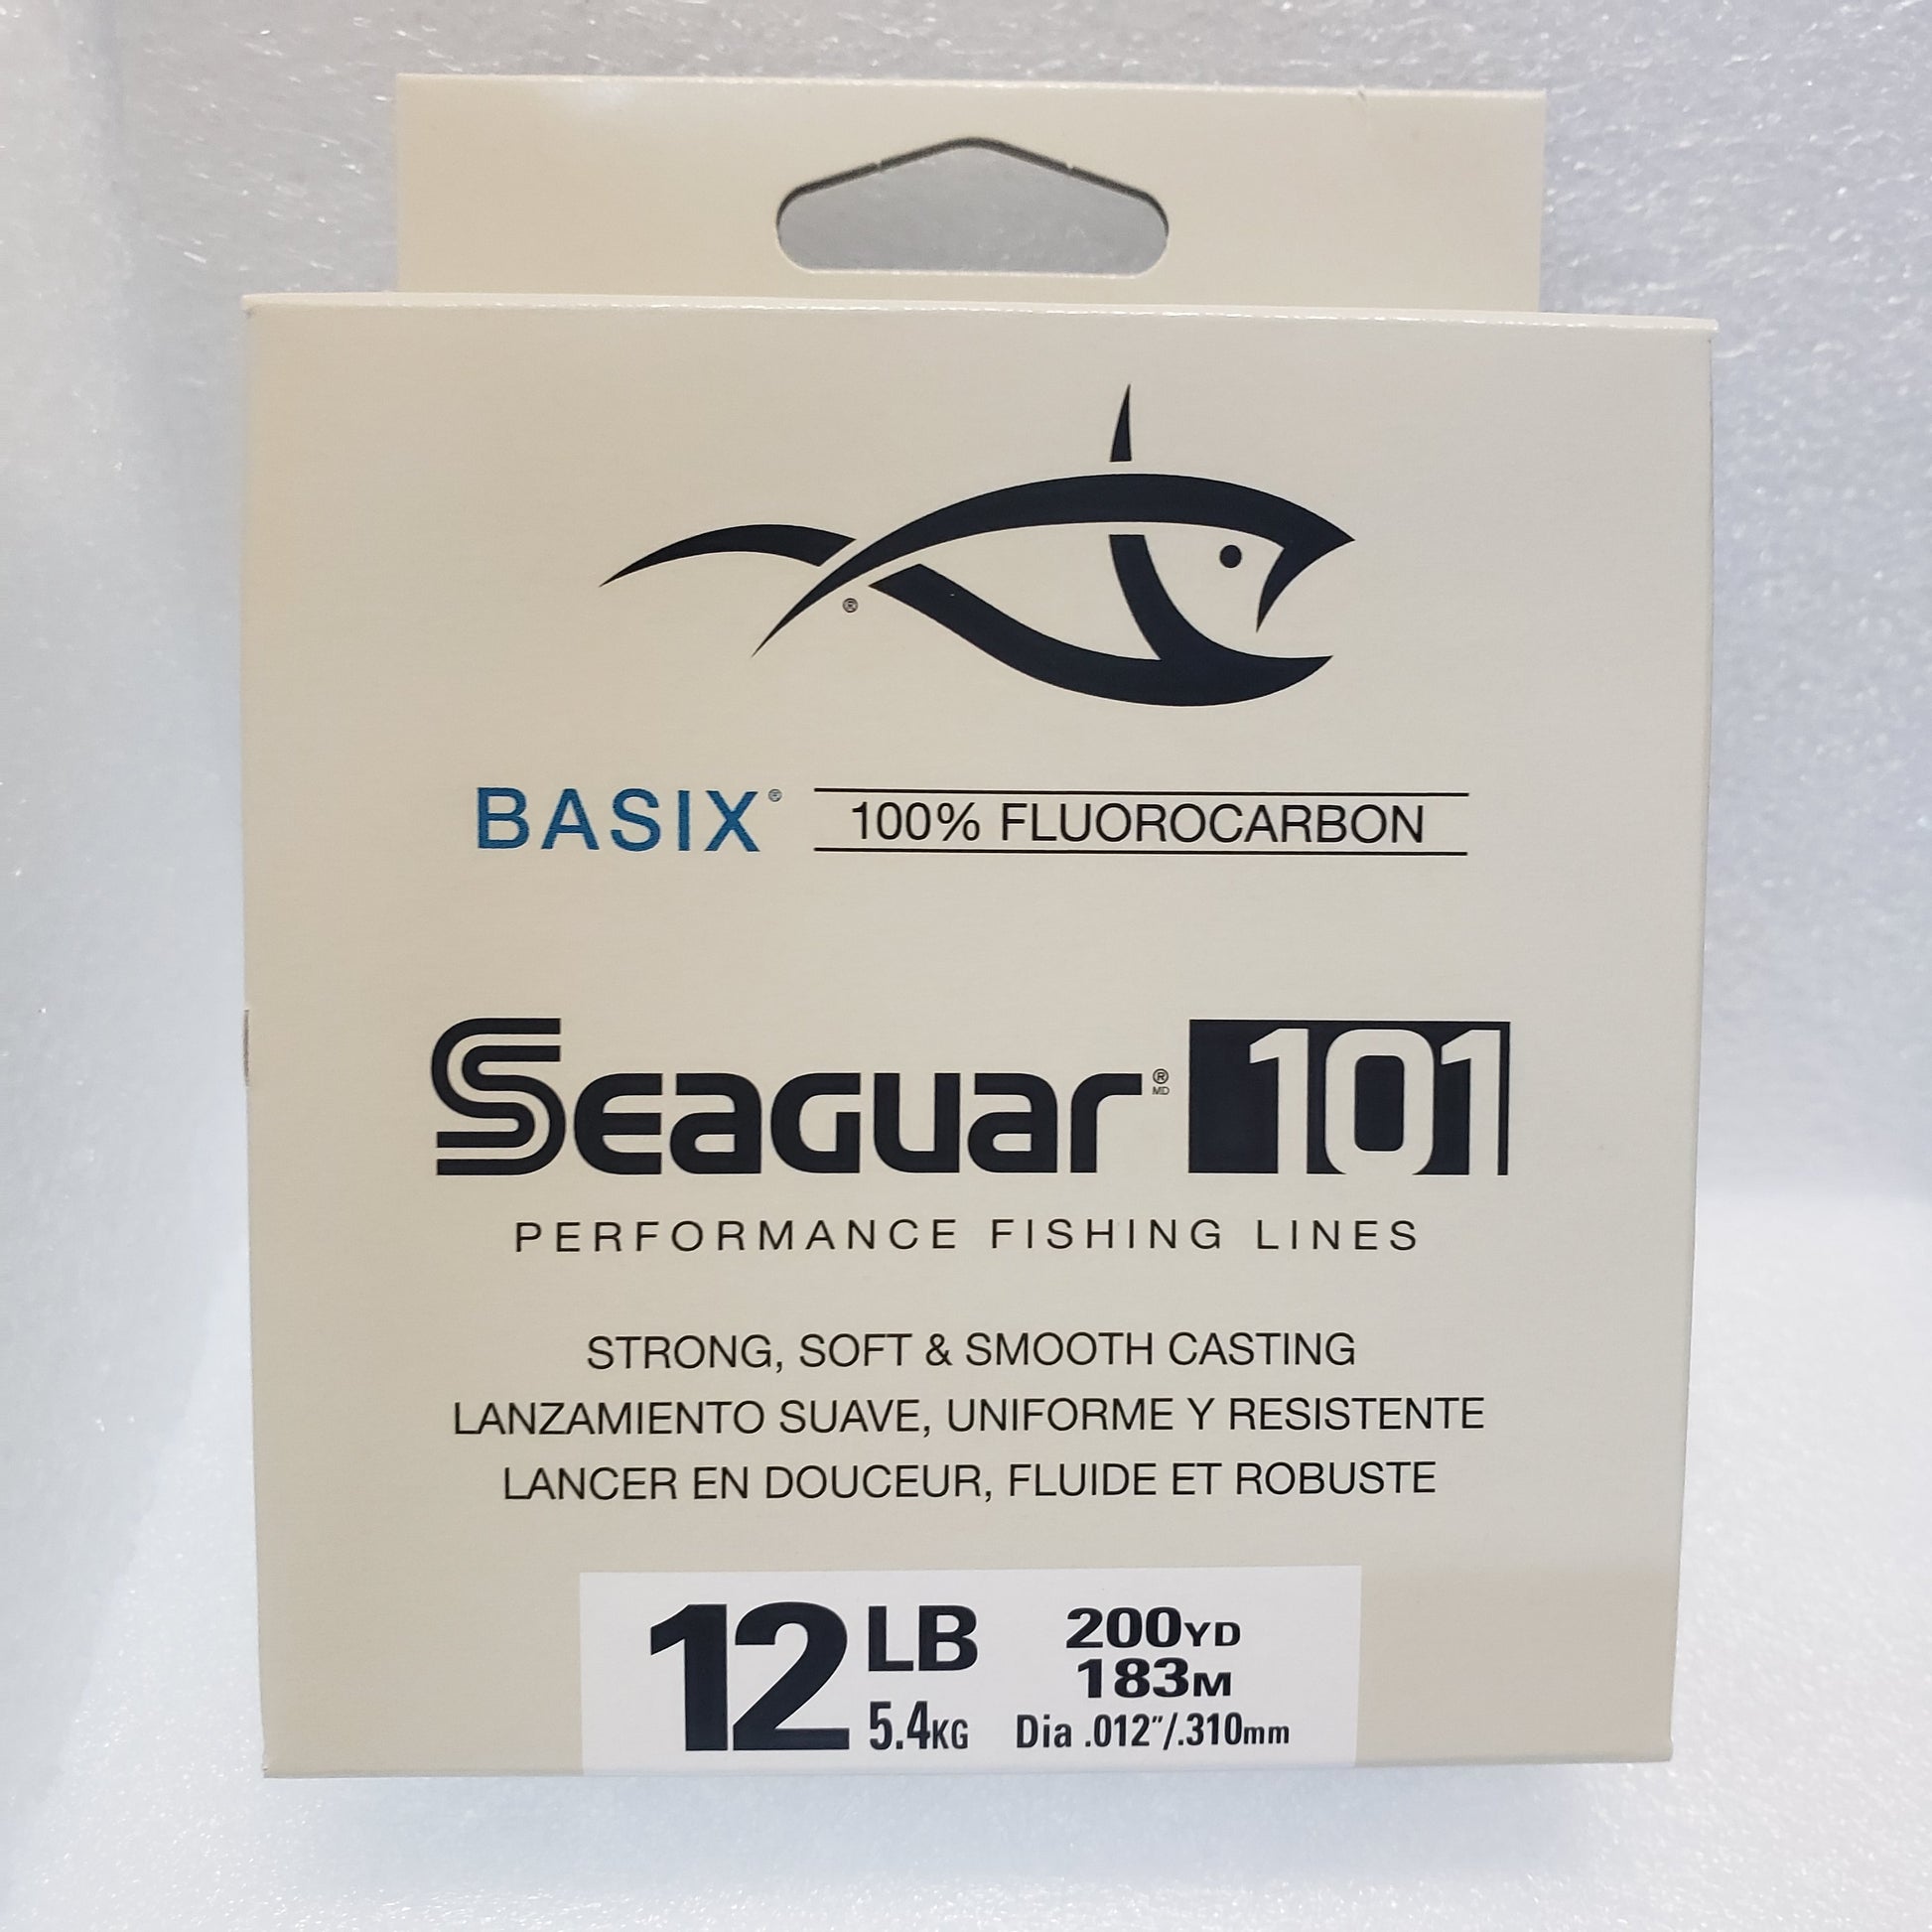 ®
BASIX® 100% FLUOROCARBON
Seaguar® MD 101
PERFORMANCE FISHING LINES
STRONG, SOFT & SMOOTH CASTING
LANZAMIENTO SUAVE, UNIFORME Y RESISTENTE
LANCER EN DOUCEUR, FLUIDE ET ROBUSTE
12 LB 200YD
183M
5.4KG Dia .012″/.310mm